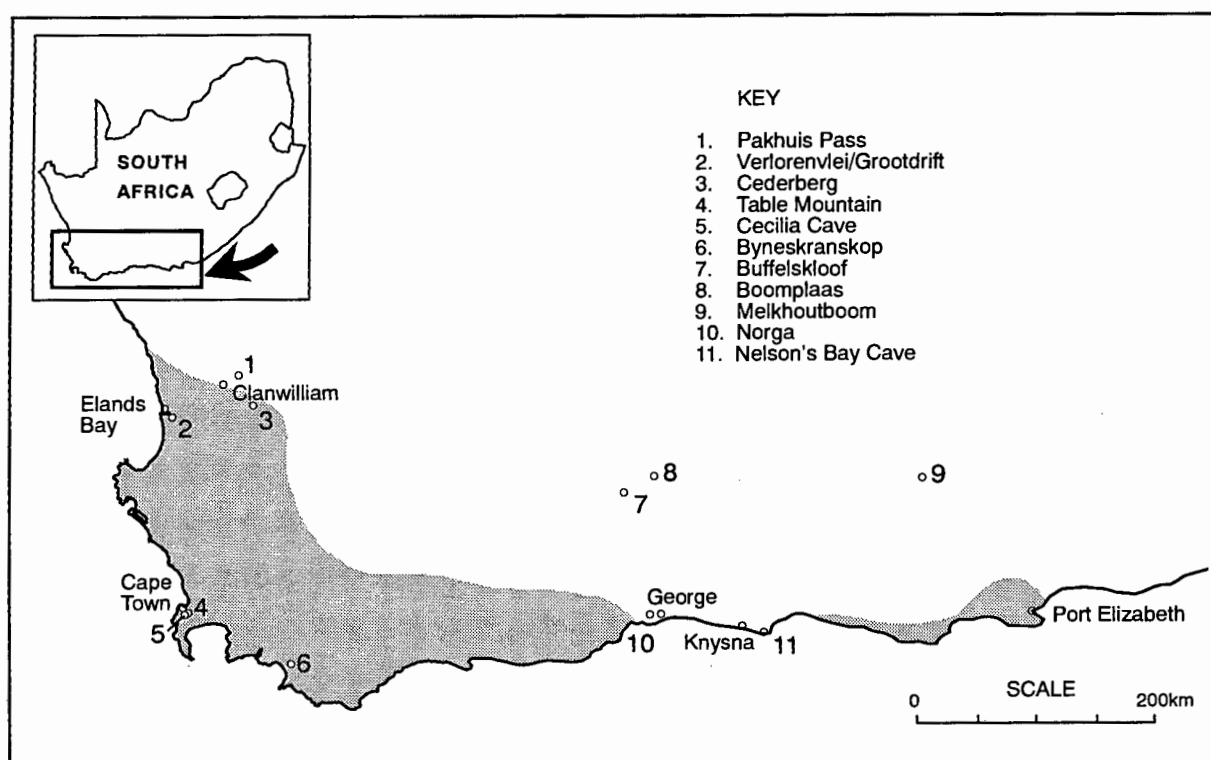 SOUTH
AFRICA
KEY
1. Pakhuis Pass
2. Verlorenvlei/Grootdrift
3. Cederberg
4. Table Mountain
5. Cecilia Cave
6. Byneskranskop
7. Buffelskloof
8. Boomplaas
9. Melkhoutboom
10. Norga
11. Nelson's Bay Cave
1
Clanwilliam
Elands
Bay
2
3
8
7
9
Cape
Town
4
5
6
George
10
Knysna
11
Port Elizabeth
SCALE
0
200km